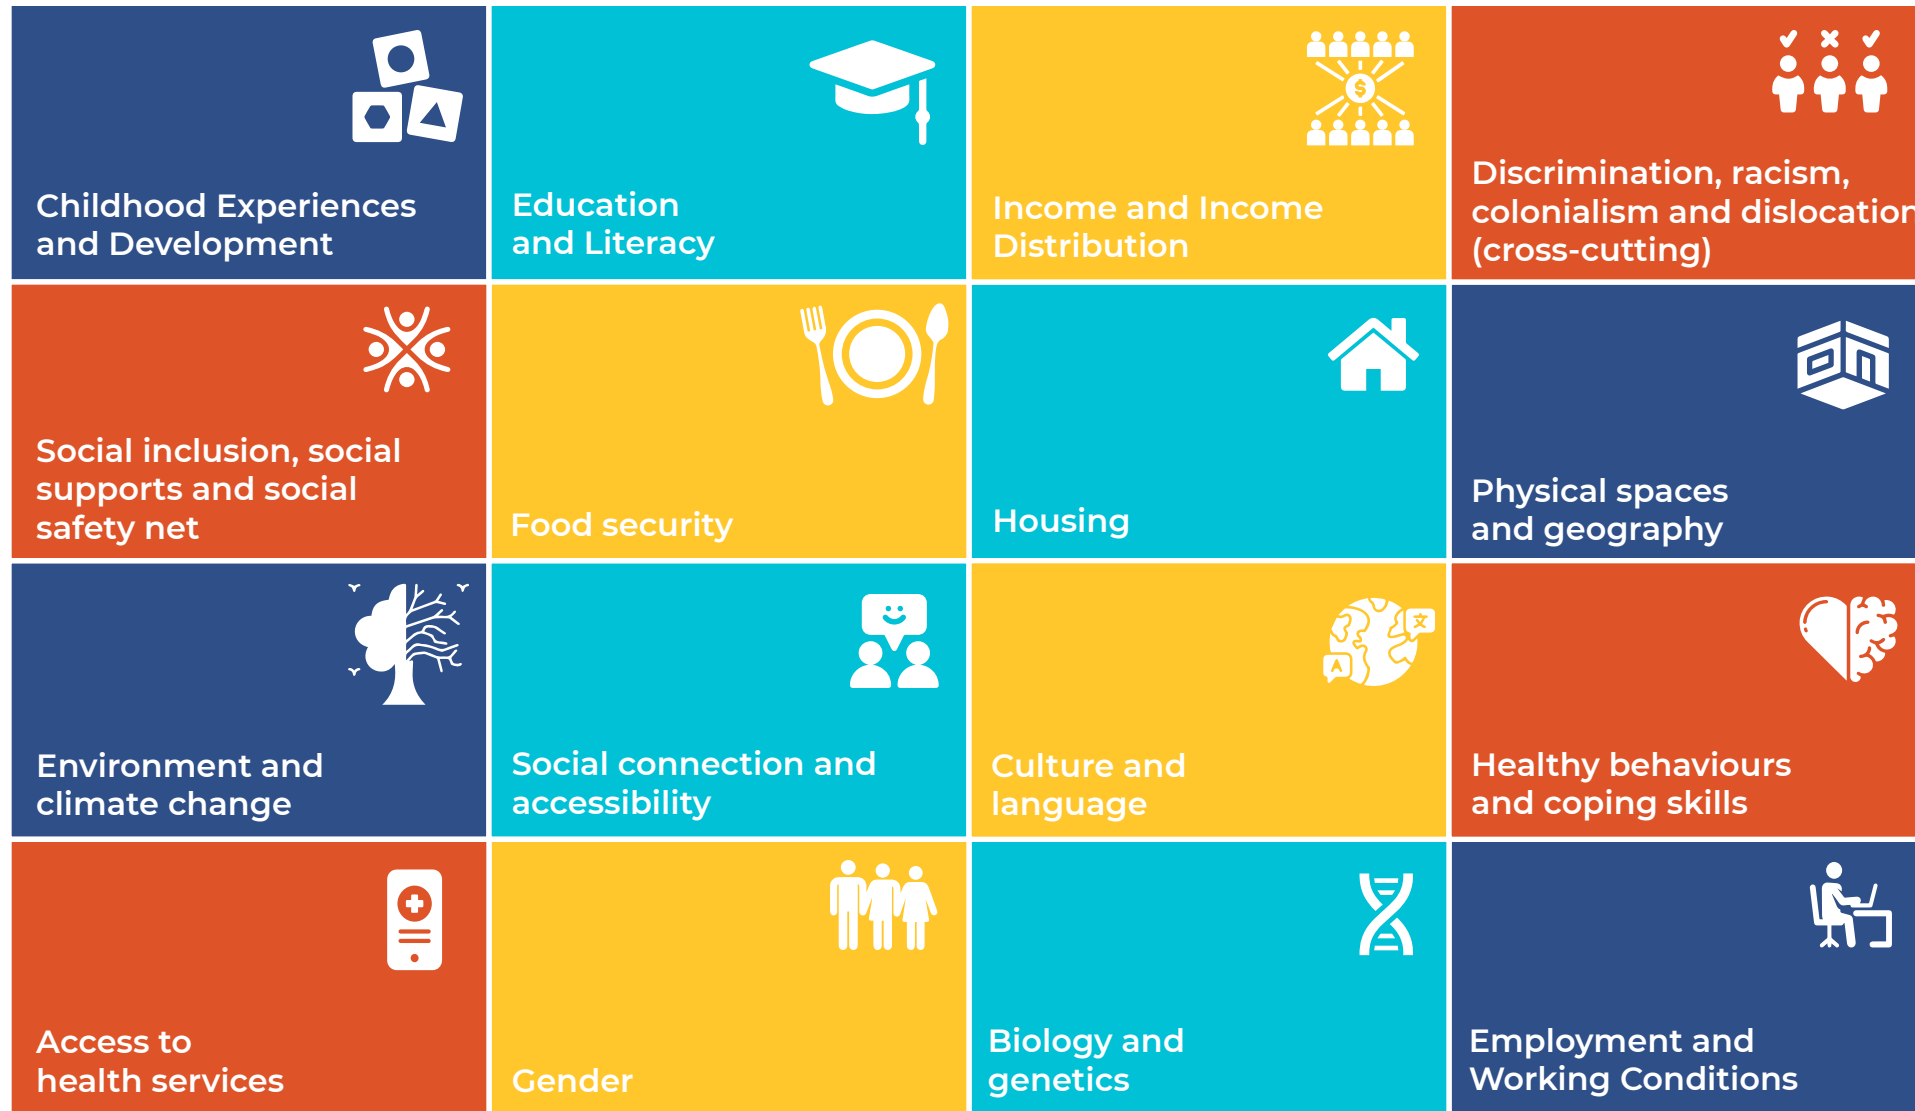 Childhood Experiences
and Development
Education
and Literacy
$
Income and Income
Distribution
Discrimination, racism,
colonialism and dislocation
(cross-cutting)
Social inclusion, social
supports and social
safety net
Food security
Housing
Physical spaces
and geography
Environment and
climate change
Social connection and
accessibility
文
A
Culture and
language
Healthy behaviours
and coping skills
Access to
health services
Gender
Biology and
genetics
Employment and
Working Conditions